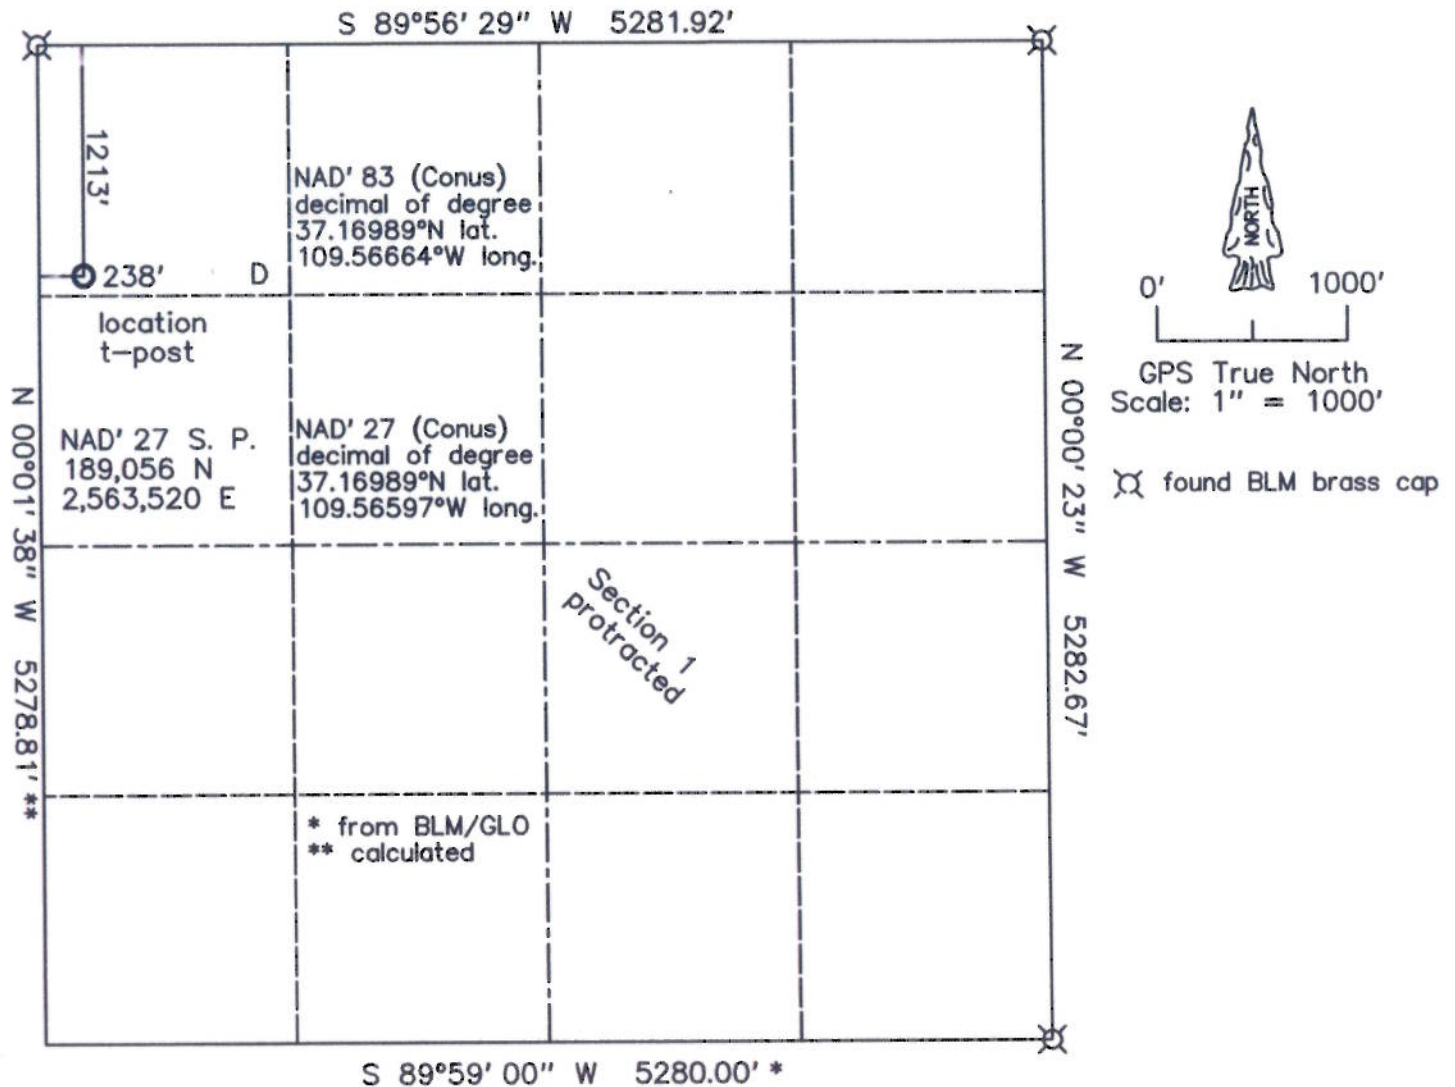 S 89°56' 29" W 5281.92'
1213'
NAD' 83 (Conus)
decimal of degree
37.16989°N lat.
109.56664°W long.
238' D
location
t-post
NORTH
0' 1000'
GPS True North
Scale: 1" = 1000'
found BLM brass cap
N 00°01' 38" W 5278.81' **
NAD' 27 S. P.
189,056 N
2,563,520 E
NAD' 27 (Conus)
decimal of degree
37.16989°N lat.
109.56597°W long.
N 00°00' 23" W 5282.67'
Section 1
protracted
* from BLM/GLO
** calculated
S 89°59' 00" W 5280.00' *